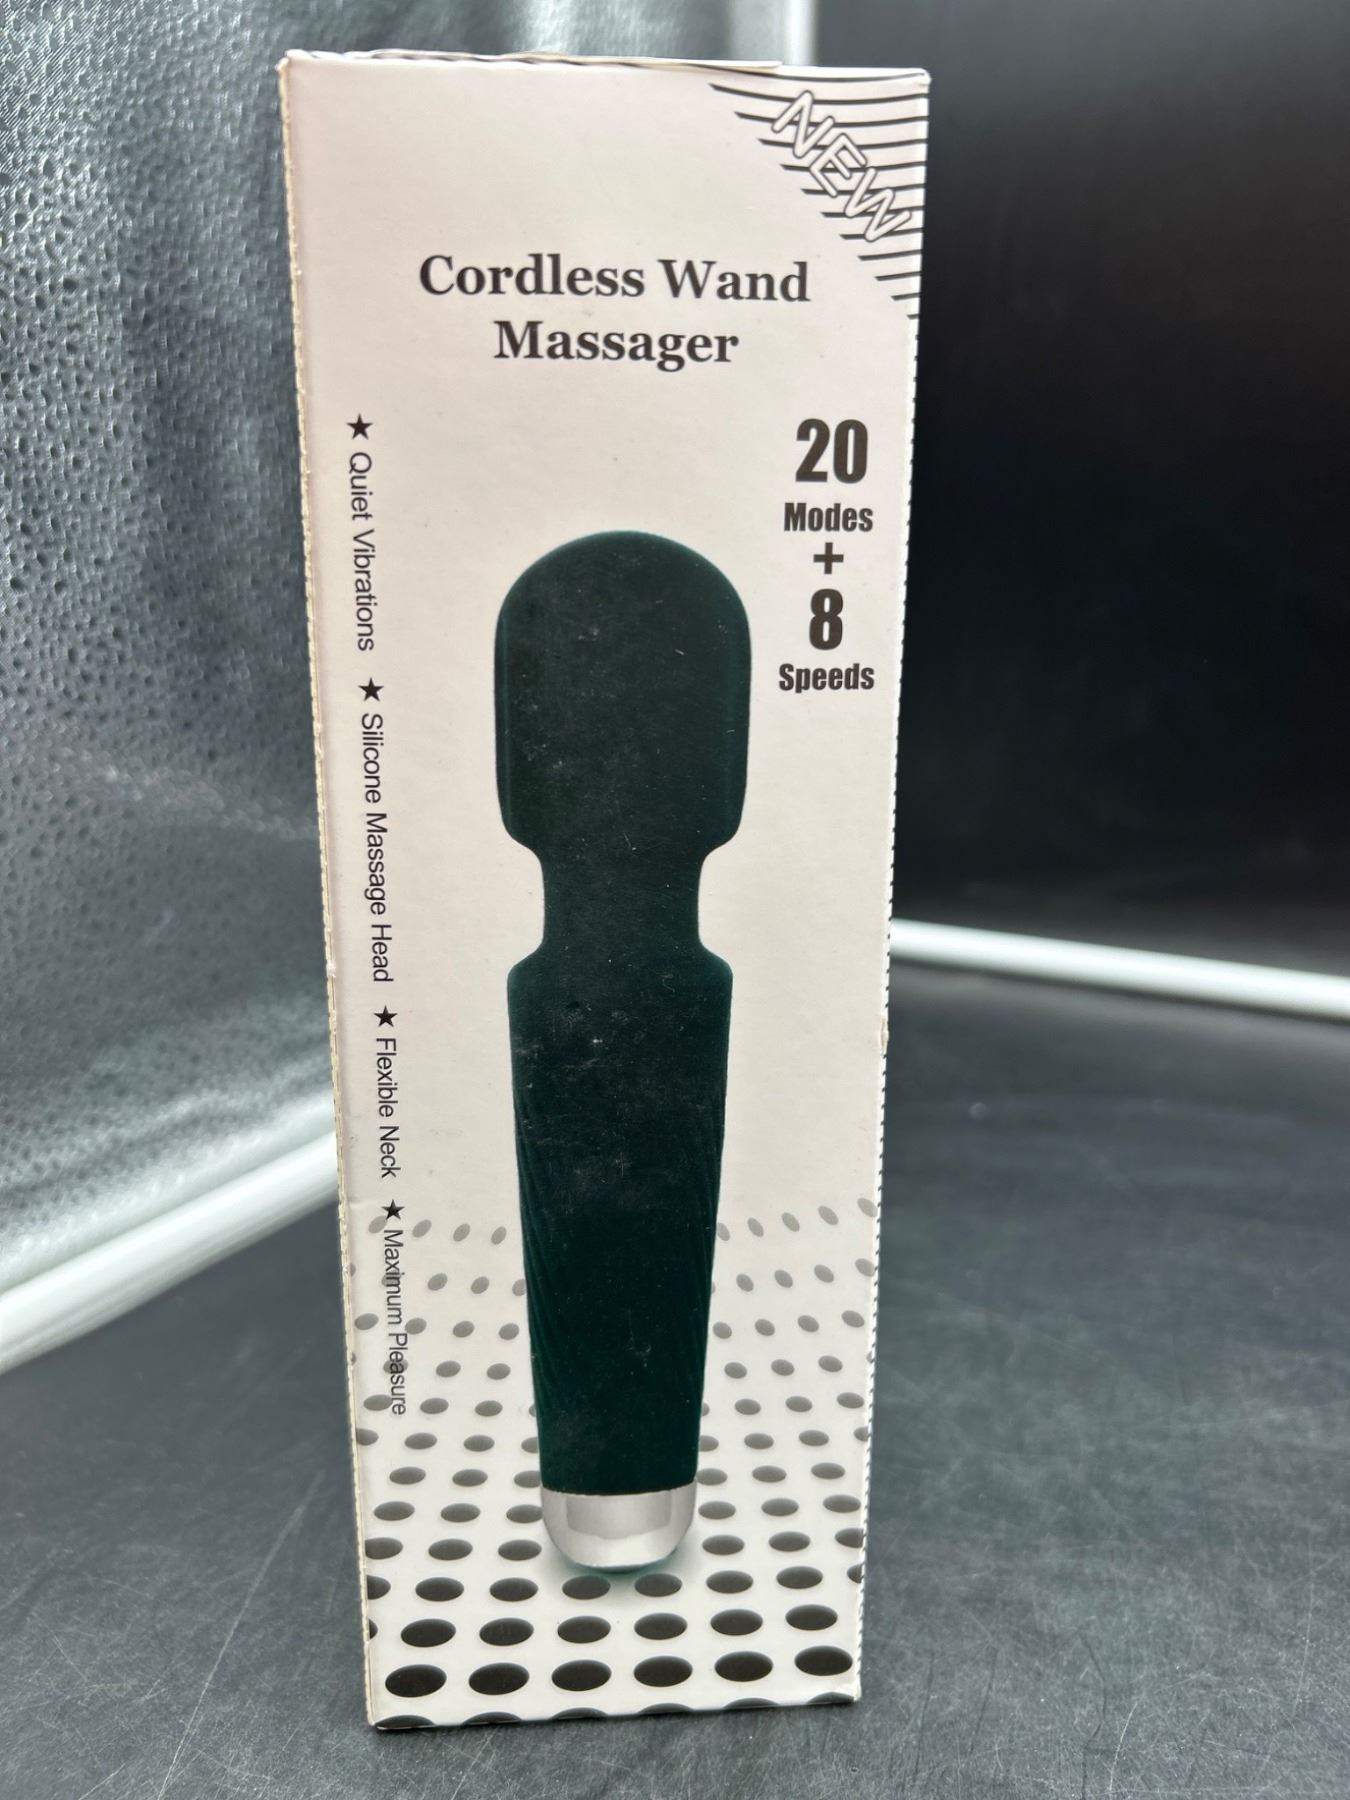 NEW
Cordless Wand
Massager
20
Modes
+
8
Speeds
★ Quiet Vibrations ★ Silicone Massage Head ★ Flexible Neck ★ Maximum Pleasure